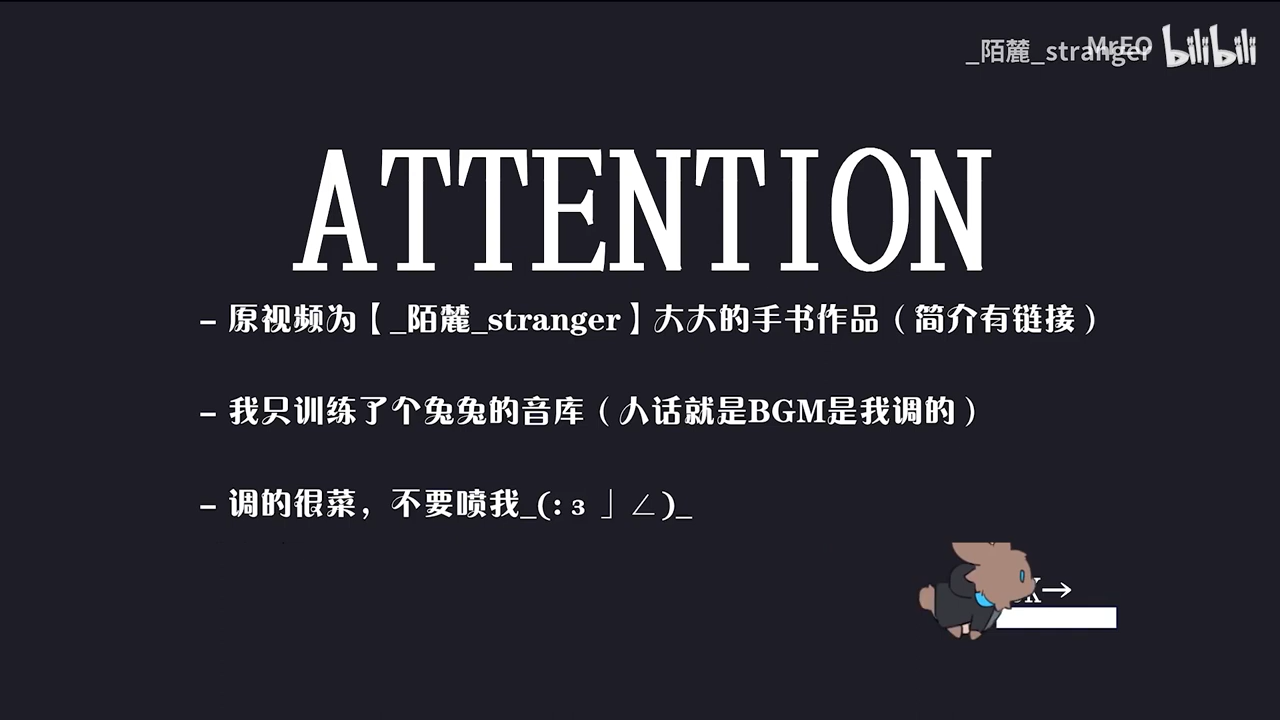 _陌麓_stranger bilibili
ATTENTION
- 原视频为【_陌麓_stranger】大大的手书作品（简介有链接）
- 我只训练了个兔兔的音库（人话就是BGM是我调的）
- 调的很菜，不要喷我_(:з」∠)_
→